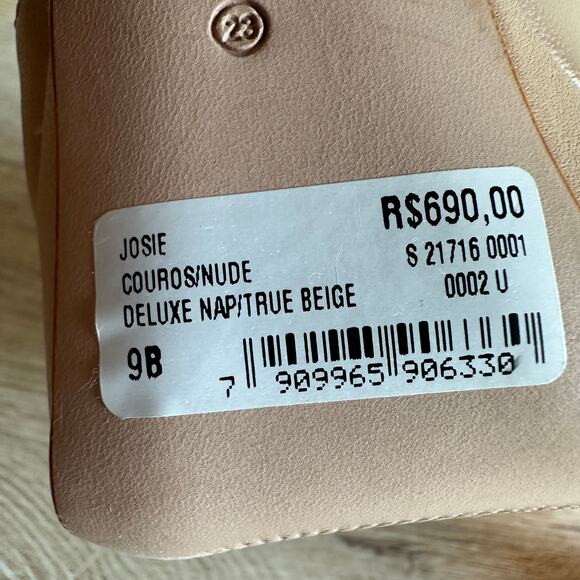 23
R$690,00
JOSIE
S 21716 0001
COUROS/NUDE
0002 U
DELUXE NAP/TRUE BEIGE
9B
7 909965 906330